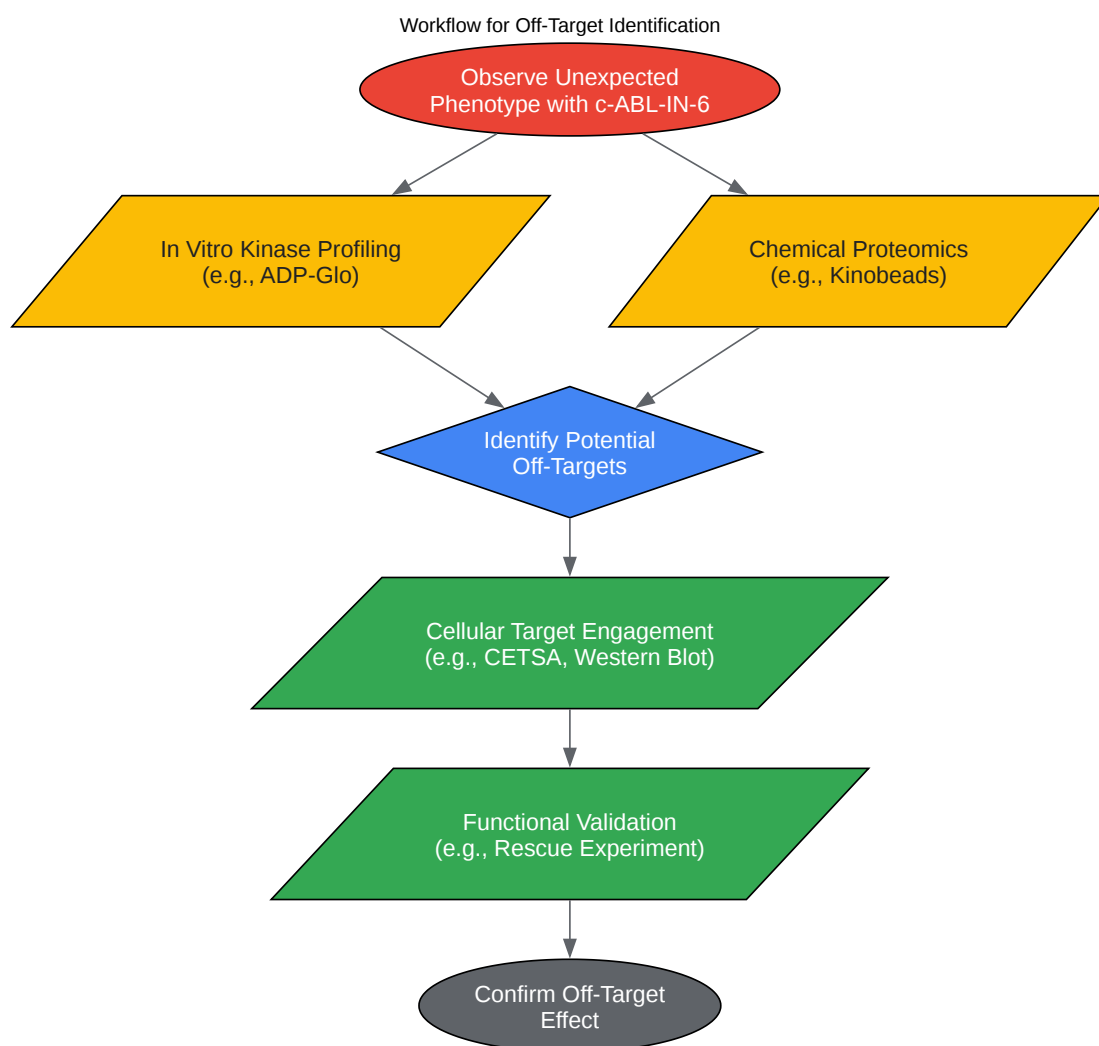 Workflow for Off-Target Identification
Observe Unexpected
Phenotype with c-ABL-IN-6
In Vitro Kinase Profiling
(e.g., ADP-Glo)
Chemical Proteomics
(e.g., Kinobeads)
Identify Potential
Off-Targets
Cellular Target Engagement
(e.g., CETSA, Western Blot)
Functional Validation
(e.g., Rescue Experiment)
Confirm Off-Target
Effect